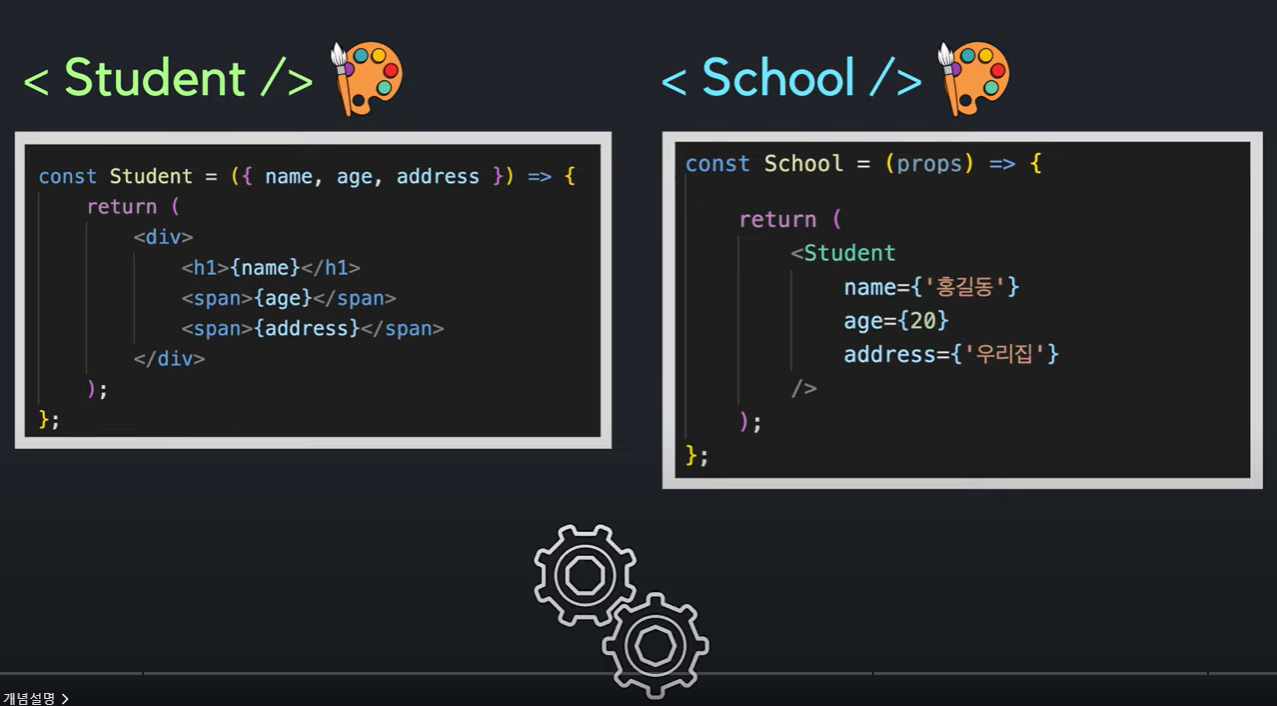 < Student />
const Student = ({ name, age, address }) => {
    return (
        <div>
            <h1>{name}</h1>
            <span>{age}</span>
            <span>{address}</span>
        </div>
    );
};
< School />
const School = (props) => {
    return (
        <Student
            name={'홍길동'}
            age={20}
            address={'우리집'}
        />
    );
};
개념설명 >